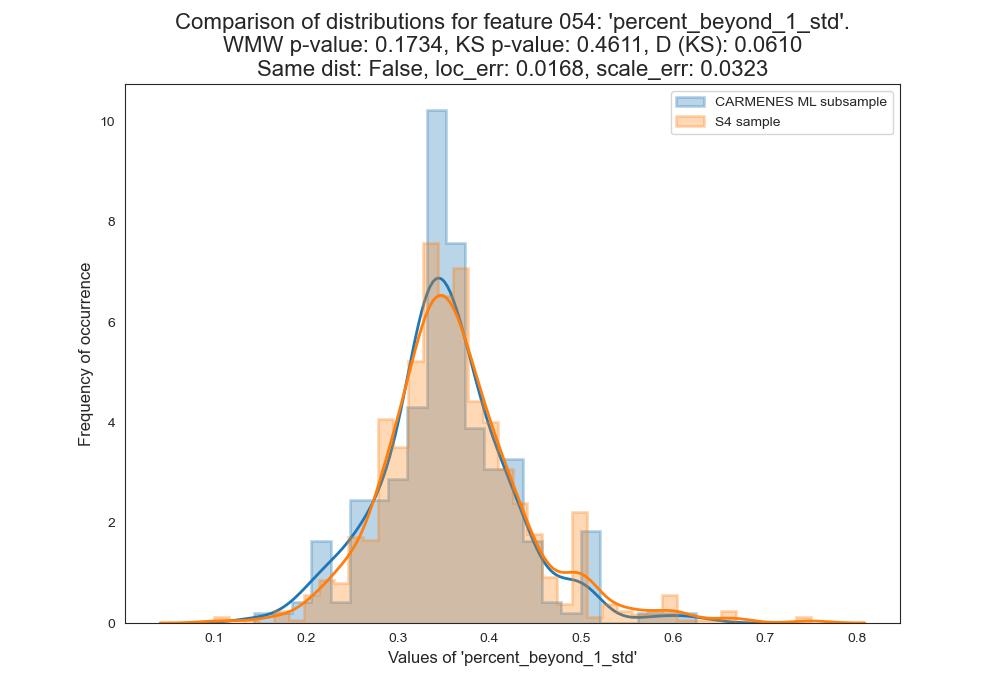 Comparison of distributions for feature 054: 'percent_beyond_1_std'.
WMW p-value: 0.1734, KS p-value: 0.4611, D (KS): 0.0610
Same dist: False, loc_err: 0.0168, scale_err: 0.0323
CARMENES ML subsample
S4 sample
10
8
6
4
2
0
Frequency of occurrence
0.1 0.2 0.3 0.4 0.5 0.6 0.7 0.8
Values of 'percent_beyond_1_std'